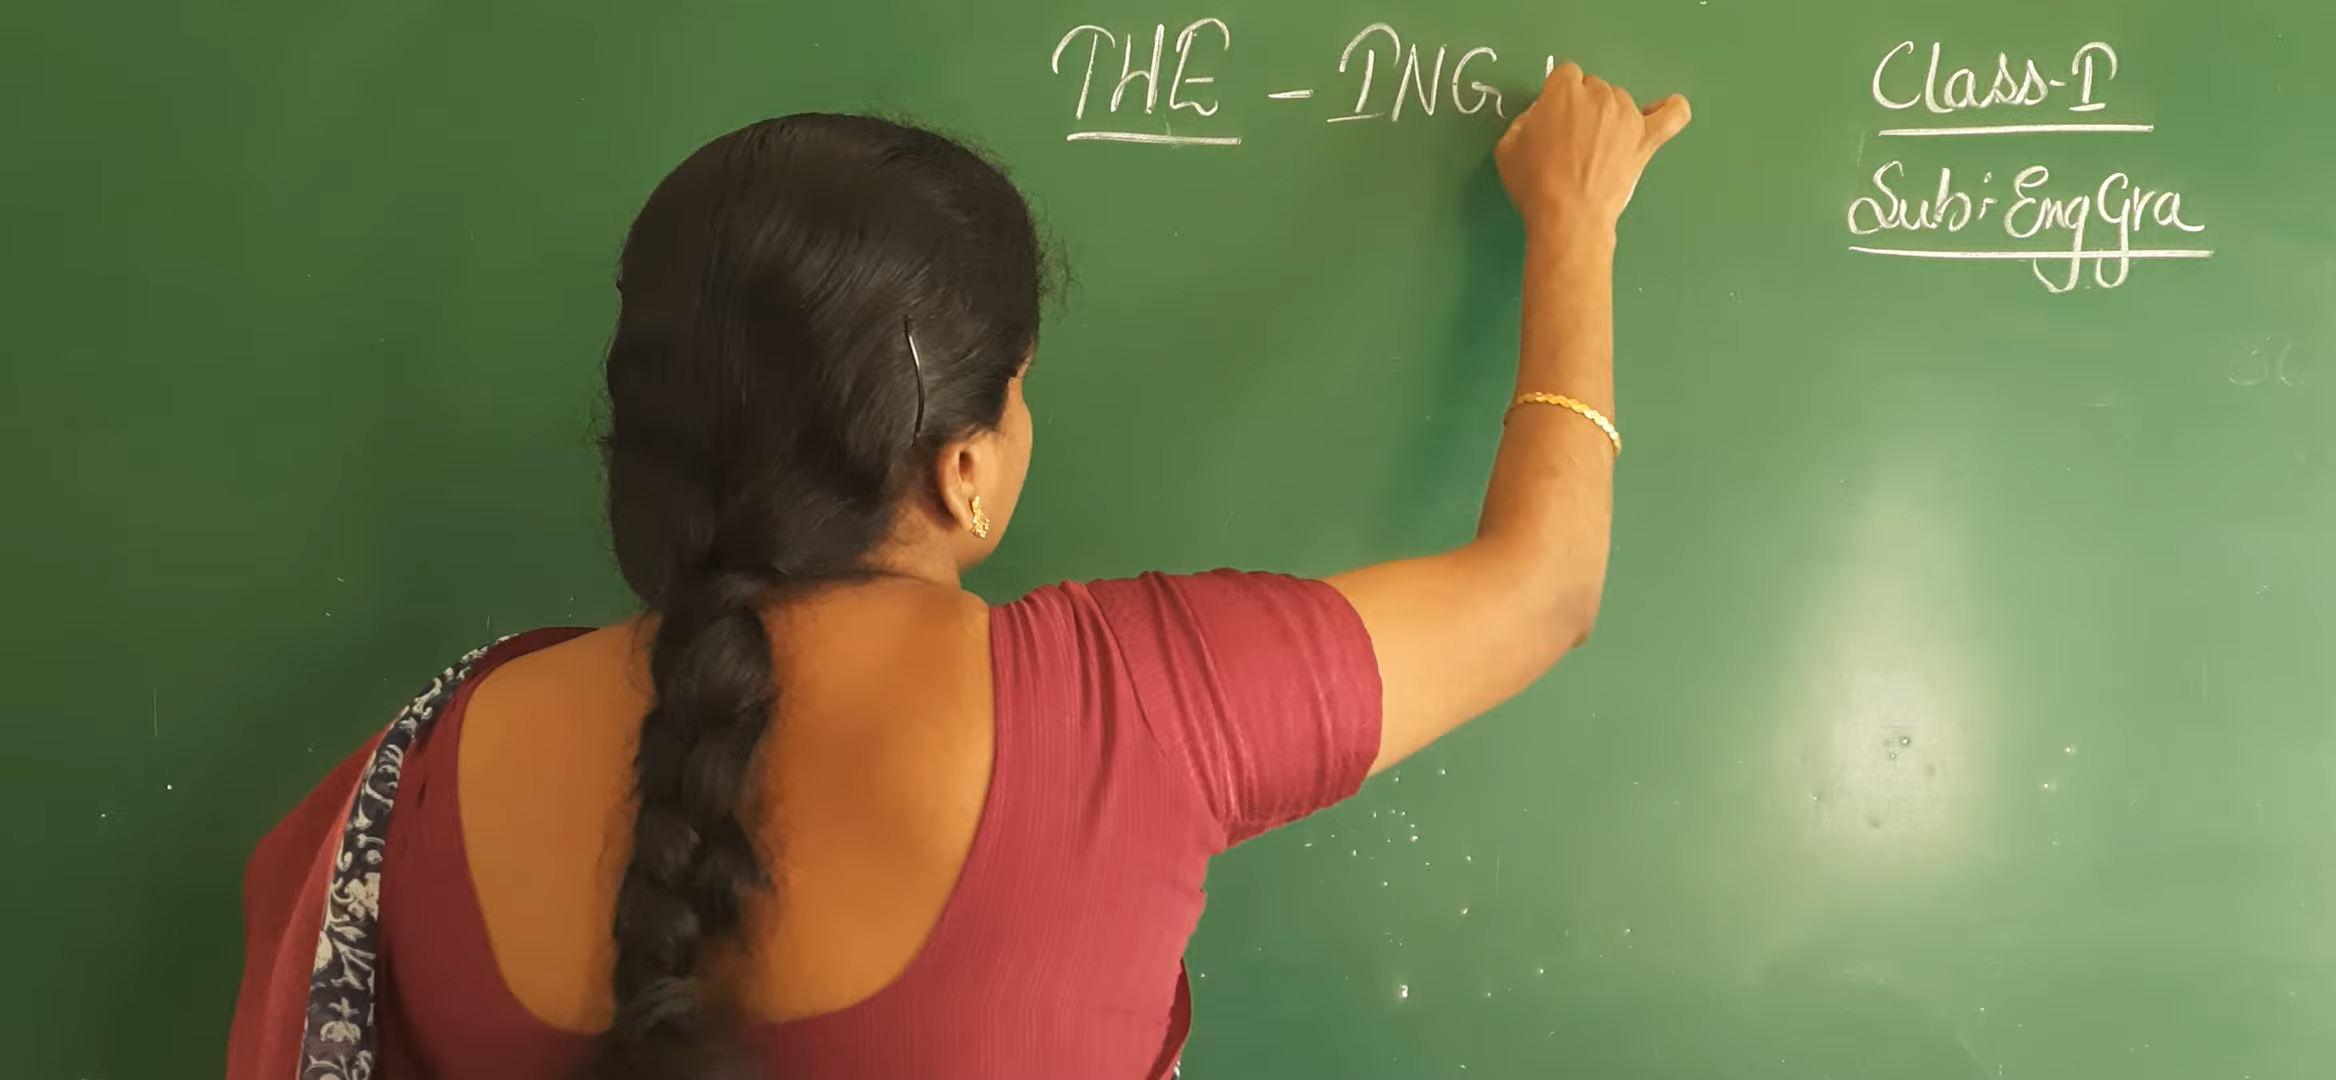 THE - ING
Class-I
Sub: Eng Gra